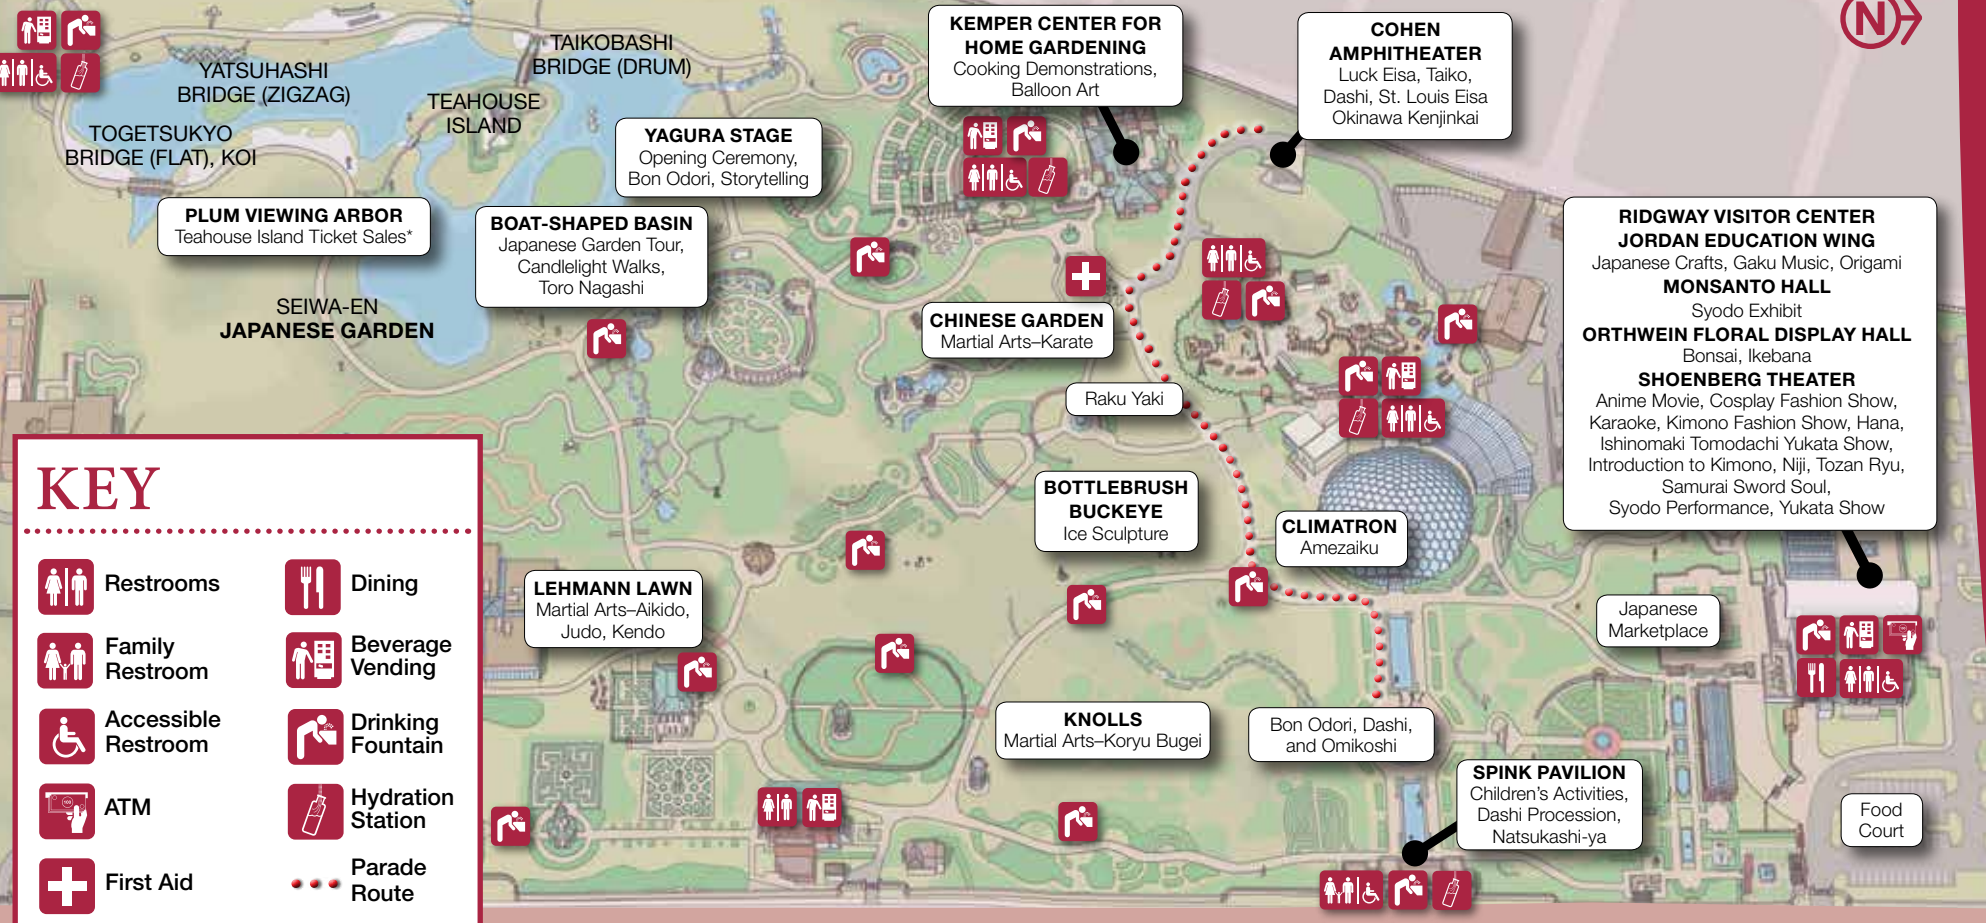 N
YATSUHASHI
BRIDGE (ZIGZAG)
TAIKOBASHI
BRIDGE (DRUM)
TEAHOUSE
ISLAND
TOGETSUKYO
BRIDGE (FLAT), KOI
PLUM VIEWING ARBOR
Teahouse Island Ticket Sales*
SEIWA-EN
JAPANESE GARDEN
YAGURA STAGE
Opening Ceremony,
Bon Odori, Storytelling
BOAT-SHAPED BASIN
Japanese Garden Tour,
Candlelight Walks,
Toro Nagashi
KEMPER CENTER FOR
HOME GARDENING
Cooking Demonstrations,
Balloon Art
COHEN
AMPHITHEATER
Luck Eisa, Taiko,
Dashi, St. Louis Eisa
Okinawa Kenjinkai
CHINESE GARDEN
Martial Arts–Karate
Raku Yaki
RIDGWAY VISITOR CENTER
JORDAN EDUCATION WING
Japanese Crafts, Gaku Music, Origami
MONSANTO HALL
Syodo Exhibit
ORTHWEIN FLORAL DISPLAY HALL
Bonsai, Ikebana
SHOENBERG THEATER
Anime Movie, Cosplay Fashion Show,
Karaoke, Kimono Fashion Show, Hana,
Ishinomaki Tomodachi Yukata Show,
Introduction to Kimono, Niji, Tozan Ryu,
Samurai Sword Soul,
Syodo Performance, Yukata Show
BOTTLEBRUSH
BUCKEYE
Ice Sculpture
CLIMATRON
Amezaiku
LEHMANN LAWN
Martial Arts–Aikido,
Judo, Kendo
Japanese
Marketplace
KNOLLS
Martial Arts–Koryu Bugei
Bon Odori, Dashi,
and Omikoshi
SPINK PAVILION
Children's Activities,
Dashi Procession,
Natsukashi-ya
Food
Court
KEY
Restrooms
Family
Restroom
Accessible
Restroom
ATM
First Aid
Dining
Beverage
Vending
Drinking
Fountain
Hydration
Station
Parade
Route